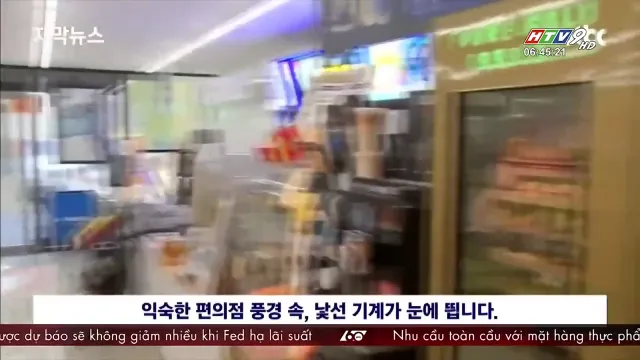 자막뉴스
HTV9 HD
06:45:21
익숙한 편의점 풍경 속, 낯선 기계가 눈에 띕니다.
ược dự báo sẽ không giảm nhiều khi Fed hạ lãi suất
60
Nhu cầu toàn cầu với mặt hàng thực phẩ